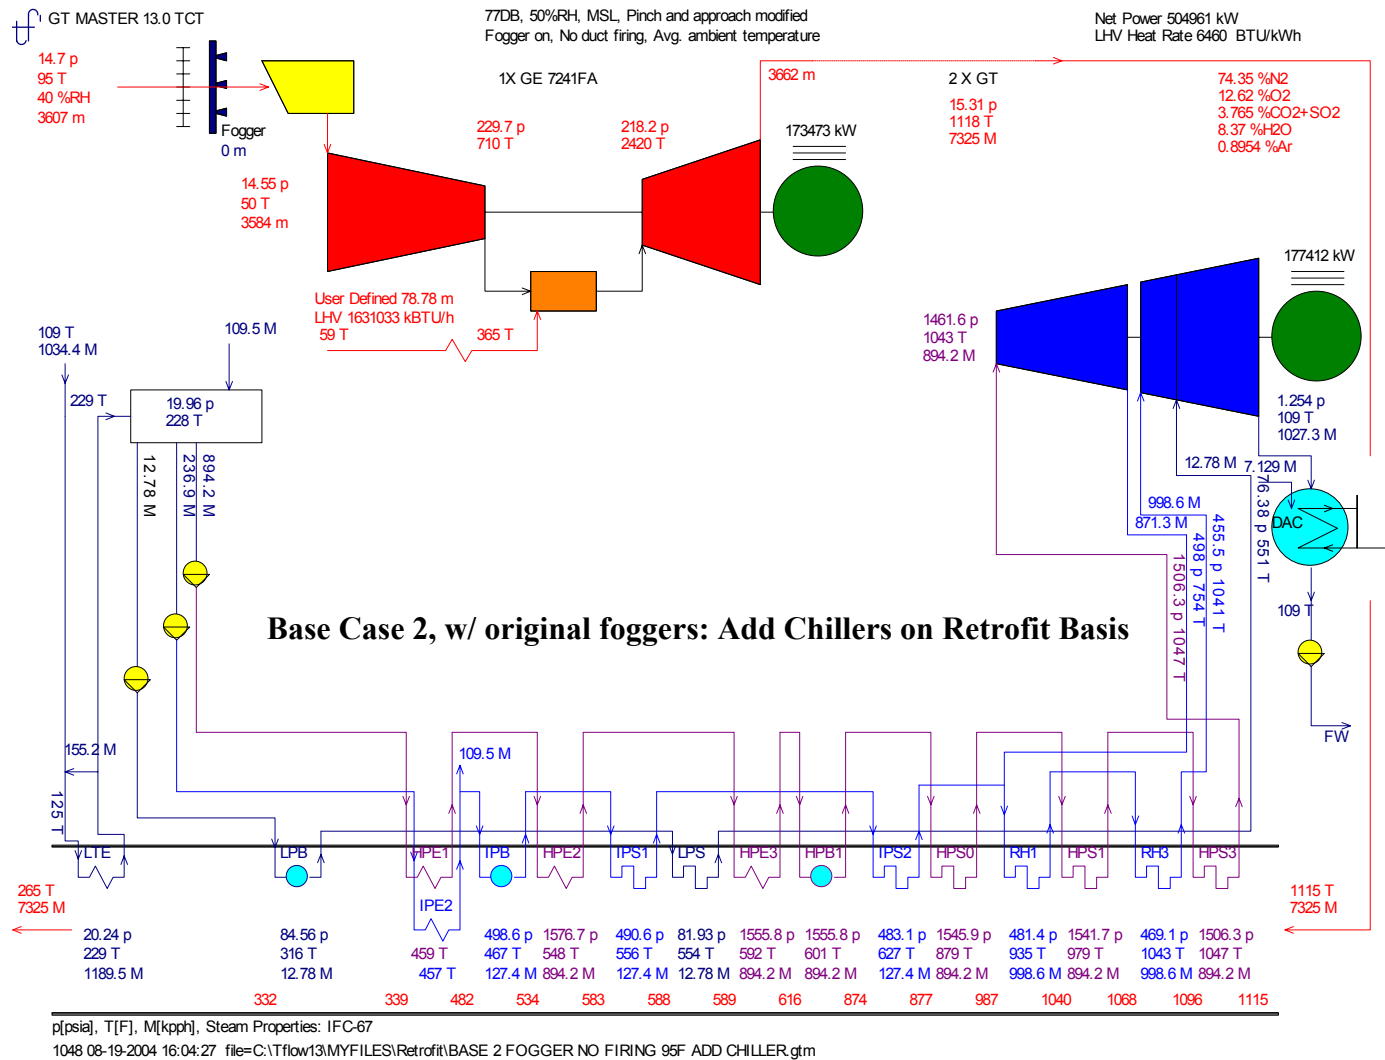 GT MASTER 13.0 TCT
77DB, 50%RH, MSL, Pinch and approach modified
Fogger on, No duct firing, Avg. ambient temperature
Net Power 504961 kW
LHV Heat Rate 6460 BTU/kWh
14.7 p
95 T
40 %RH
3607 m
Fogger
0 m
1X GE 7241FA
3662 m
2 X GT
15.31 p
1118 T
7325 M
74.35 %N2
12.62 %O2
3.765 %CO2+SO2
8.37 %H2O
0.8954 %Ar
229.7 p
710 T
218.2 p
2420 T
173473 kW
14.55 p
50 T
3584 m
User Defined 78.78 m
LHV 1631033 kBTU/h
59 T
365 T
177412 kW
1461.6 p
1043 T
894.2 M
109 T
1034.4 M
109.5 M
229 T
19.96 p
228 T
12.78 M
236.9 M
894.2 M
1.254 p
109 T
1027.3 M
12.78 M
7.129 M
998.6 M
871.3 M
76.38 p 551 T
455.5 p 1041 T
498 p 754 T
1506.3 p 1047 T
DAC
109 T
FW
Base Case 2, w/ original foggers: Add Chillers on Retrofit Basis
155.2 M
125 T
109.5 M
LTE
LPB
HPE1
IPB
HPE2
IPS1
LPS
HPE3
HPB1
IPS2
HPS0
RH1
HPS1
RH3
HPS3
IPE2
265 T
7325 M
1115 T
7325 M
20.24 p
229 T
1189.5 M
84.56 p
316 T
12.78 M
459 T
457 T
498.6 p
467 T
127.4 M
1576.7 p
548 T
894.2 M
490.6 p
556 T
127.4 M
81.93 p
554 T
12.78 M
1555.8 p
592 T
894.2 M
1555.8 p
601 T
894.2 M
483.1 p
627 T
127.4 M
1545.9 p
879 T
894.2 M
481.4 p
935 T
998.6 M
1541.7 p
979 T
894.2 M
469.1 p
1043 T
998.6 M
1506.3 p
1047 T
894.2 M
332 339 482 534 583 588 589 616 874 877 987 1040 1068 1096 1115
p[psia], T[F], M[kpph], Steam Properties: IFC-67
1048 08-19-2004 16:04:27 file=C:\Tflow13\MYFILES\Retrofit\BASE 2 FOGGER NO FIRING 95F ADD CHILLER.gtm